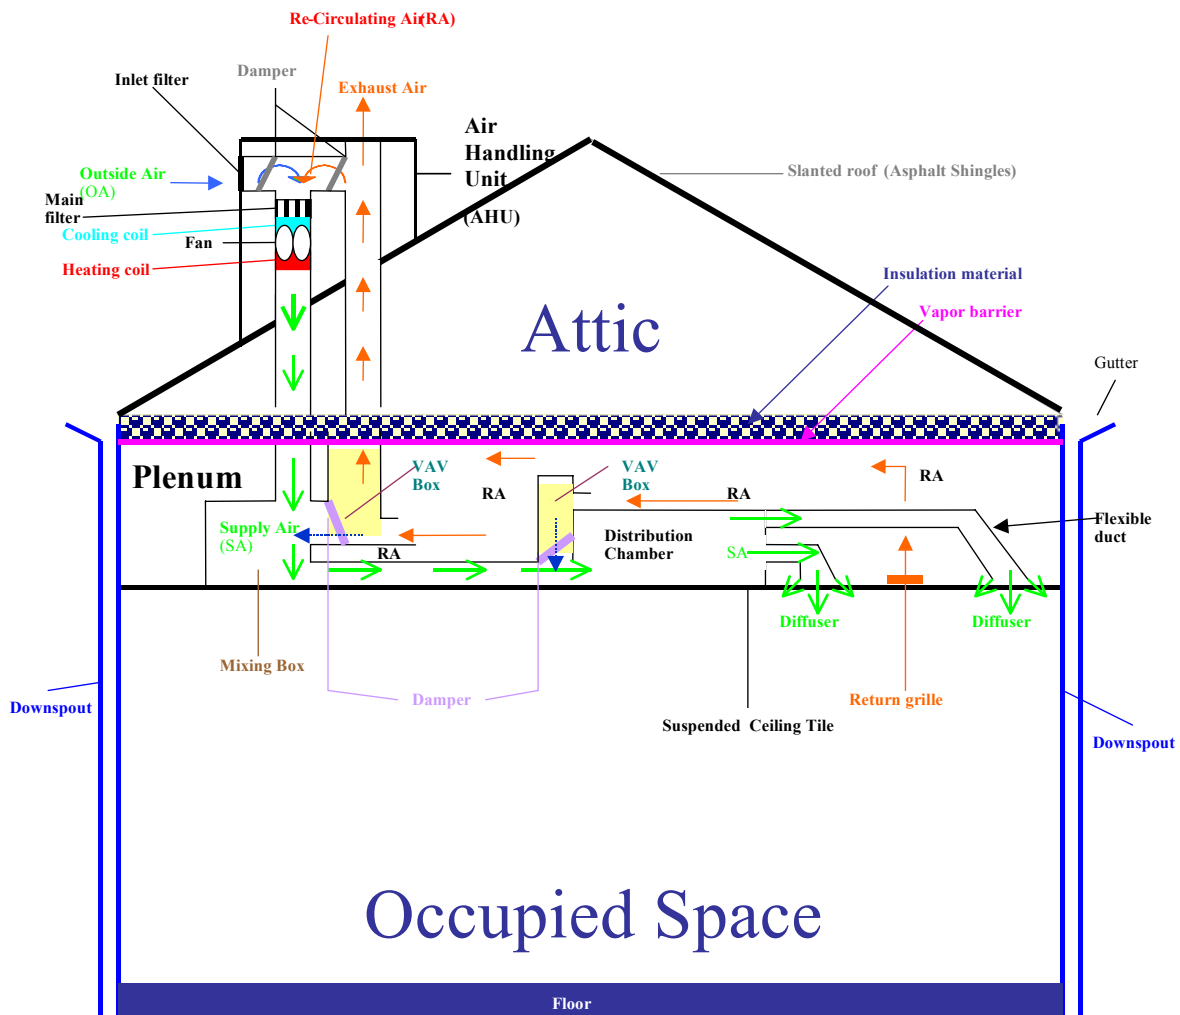 Re-Circulating Air(RA)
Damper
Inlet filter
Exhaust Air
Air
Handling
Unit
(AHU)
Outside Air
(OA)
Slanted roof (Asphalt Shingles)
Main
filter
Cooling coil
Fan
Heating coil
Insulation material
Attic
Vapor barrier
Gutter
Plenum
VAV
Box
VAV
Box
RA
RA
RA
Supply Air
(SA)
Distribution
Chamber
Flexible
duct
RA
SA
Diffuser
Diffuser
Mixing Box
Damper
Return grille
Downspout
Suspended Ceiling Tile
Downspout
Occupied Space
Floor